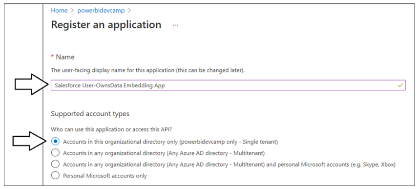 Home > powerbidevcamp >
Register an application ...
* Name
The user-facing display name for this application (this can be changed later).
Salesforce User-OwnsData Embedding App
Supported account types
Who can use this application or access this API?
Accounts in this organizational directory only (powerbidevcamp only - Single tenant)
Accounts in any organizational directory (Any Azure AD directory - Multitenant)
Accounts in any organizational directory (Any Azure AD directory - Multitenant) and personal Microsoft accounts (e.g. Skype, Xbox)
Personal Microsoft accounts only